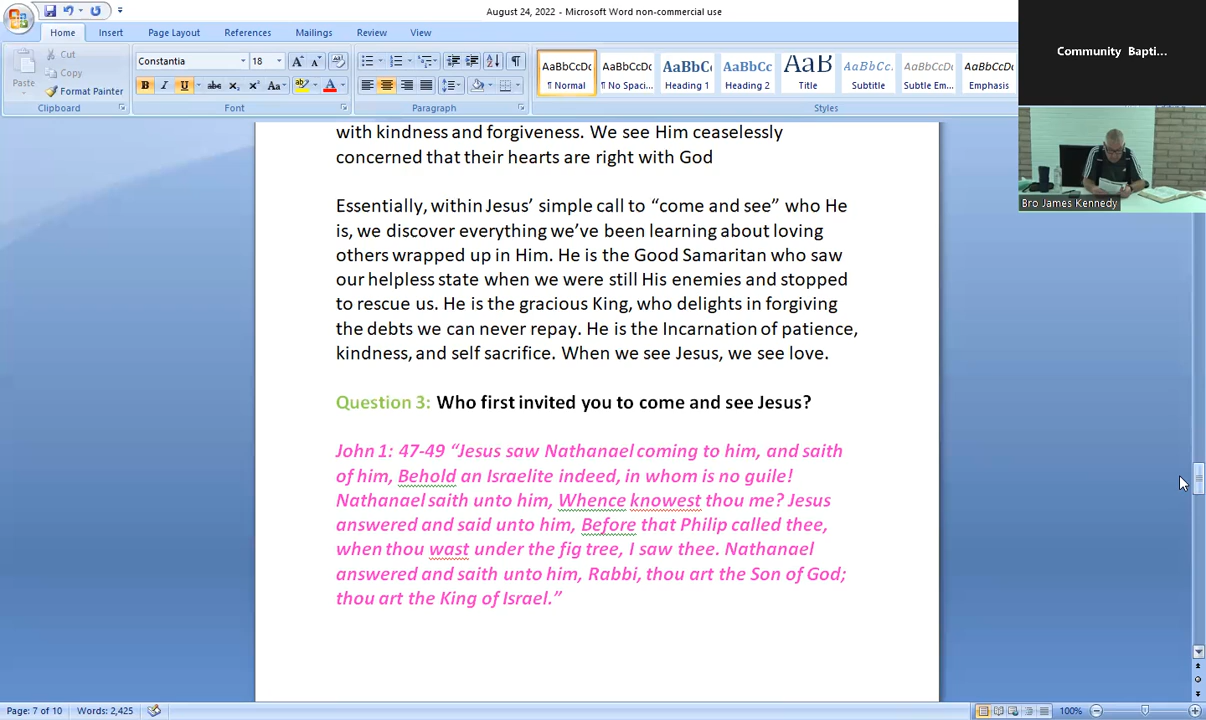 August 24, 2022 - Microsoft Word non-commercial use
Community Bapti...
Home Insert Page Layout References Mailings Review View
Cut
Copy
Format Painter
Paste
Clipboard
Constantia 18
Font
Paragraph
AaBbCcDc AaBbCcDc AaBbCc AaBbCc AaB AaBbCc. AaBbCcDc AaBbCcDc
¶ Normal ¶ No Spaci... Heading 1 Heading 2 Title Subtitle Subtle Em... Emphasis
Styles
Bro James Kennedy
with kindness and forgiveness. We see Him ceaselessly
concerned that their hearts are right with God
Essentially, within Jesus’ simple call to “come and see” who He
is, we discover everything we’ve been learning about loving
others wrapped up in Him. He is the Good Samaritan who saw
our helpless state when we were still His enemies and stopped
to rescue us. He is the gracious King, who delights in forgiving
the debts we can never repay. He is the Incarnation of patience,
kindness, and self sacrifice. When we see Jesus, we see love.
Question 3: Who first invited you to come and see Jesus?
John 1: 47-49 “Jesus saw Nathanael coming to him, and saith
of him, Behold an Israelite indeed, in whom is no guile!
Nathanael saith unto him, Whence knowest thou me? Jesus
answered and said unto him, Before that Philip called thee,
when thou wast under the fig tree, I saw thee. Nathanael
answered and saith unto him, Rabbi, thou art the Son of God;
thou art the King of Israel.”
Page: 7 of 10 Words: 2,425 100%